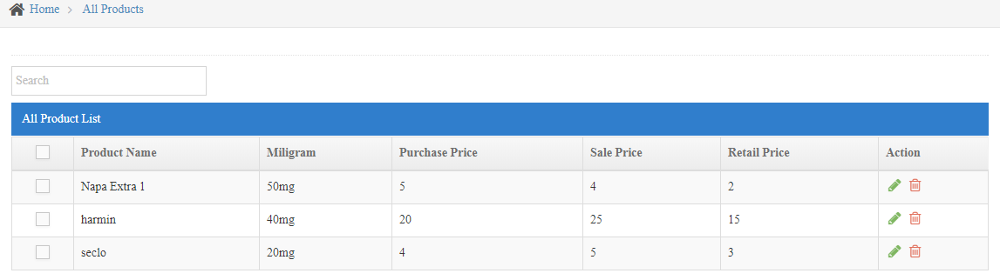 Home > All Products
Search
All Product List
Product Name Miligram Purchase Price Sale Price Retail Price Action
Napa Extra 1 50mg 5 4 2
harmin 40mg 20 25 15
seclo 20mg 4 5 3